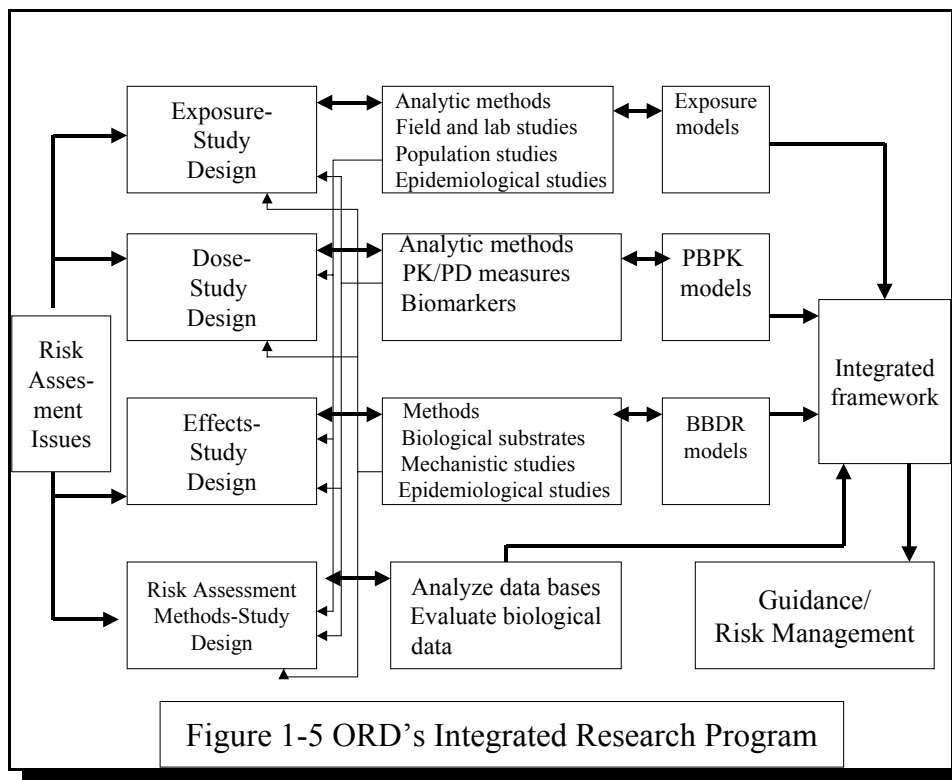 Exposure-
Study
Design
Analytic methods
Field and lab studies
Population studies
Epidemiological studies
Exposure
models
Dose-
Study
Design
Analytic methods
PK/PD measures
Biomarkers
PBPK
models
Risk
Asses-
ment
Issues
Integrated
framework
Effects-
Study
Design
Methods
Biological substrates
Mechanistic studies
Epidemiological studies
BBDR
models
Risk Assessment
Methods-Study
Design
Analyze data bases
Evaluate biological
data
Guidance/
Risk Management
Figure 1-5 ORD's Integrated Research Program